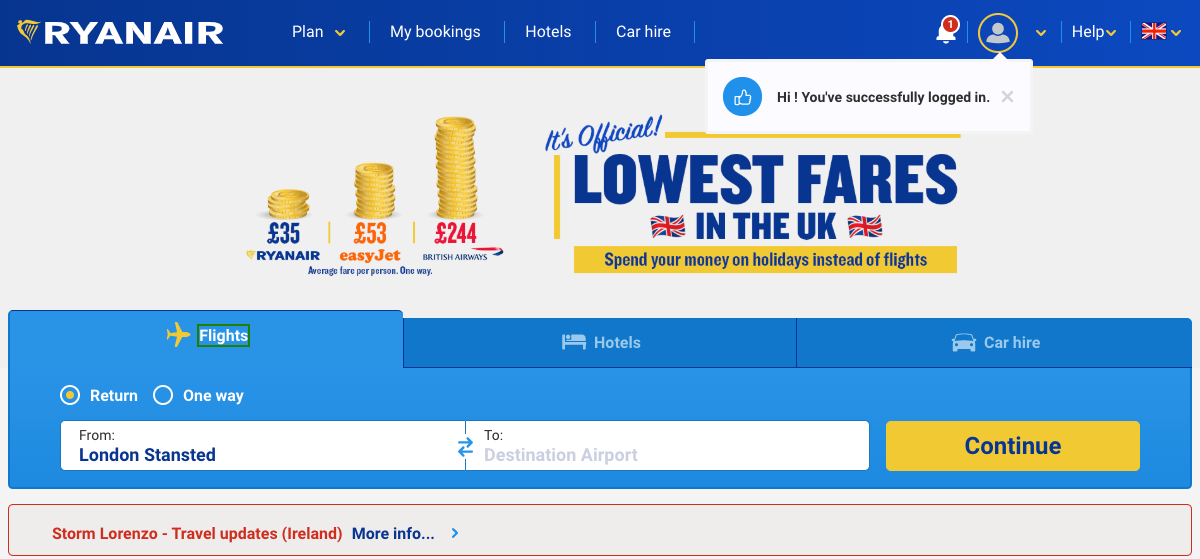 RYANAIR
Plan
My bookings
Hotels
Car hire
1
Help
Hi ! You've successfully logged in.
It's Official!
LOWEST FARES
IN THE UK
Spend your money on holidays instead of flights
£35
£53
£244
RYANAIR
easyJet
BRITISH AIRWAYS
Average fare per person. One way.
Flights
Hotels
Car hire
Return
One way
From:
London Stansted
To:
Destination Airport
Continue
Storm Lorenzo - Travel updates (Ireland) More info...